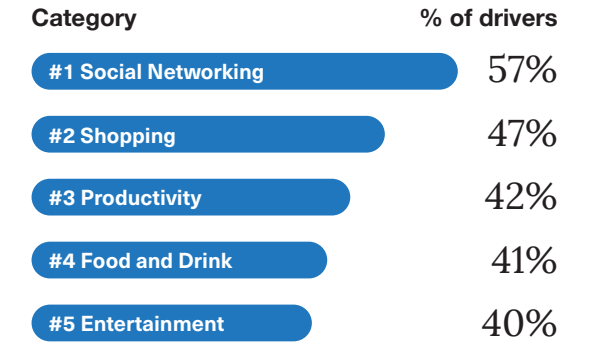 Category % of drivers
#1 Social Networking 57%
#2 Shopping 47%
#3 Productivity 42%
#4 Food and Drink 41%
#5 Entertainment 40%